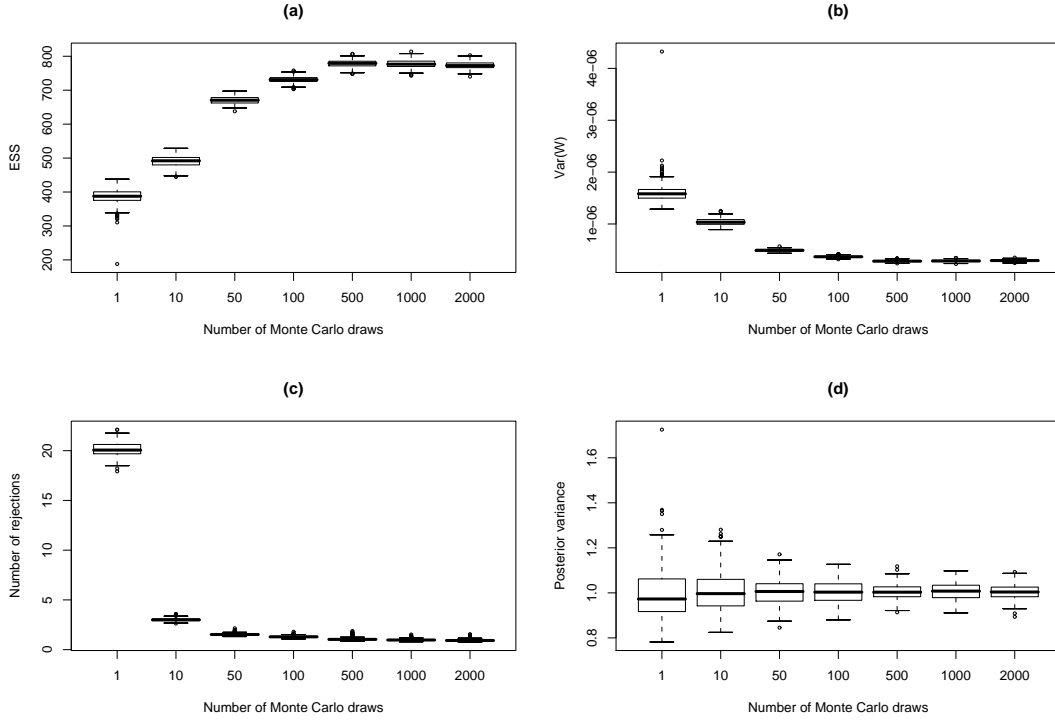 (a)
ESS
200 300 400 500 600 700 800
1 10 50 100 500 1000 2000
Number of Monte Carlo draws
(b)
Var(W)
1e-06 2e-06 3e-06 4e-06
1 10 50 100 500 1000 2000
Number of Monte Carlo draws
(c)
Number of rejections
0 5 10 15 20
1 10 50 100 500 1000 2000
Number of Monte Carlo draws
(d)
Posterior variance
0.8 1.0 1.2 1.4 1.6
1 10 50 100 500 1000 2000
Number of Monte Carlo draws